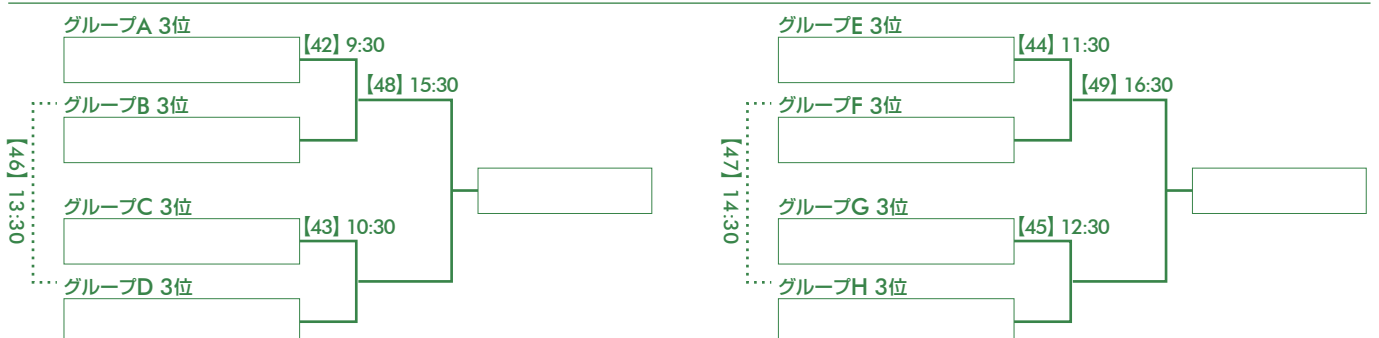 グループA 3位
【42】9:30
【48】15:30
グループB 3位
【46】13:30
グループC 3位
【43】10:30
グループD 3位
グループE 3位
【44】11:30
【49】16:30
グループF 3位
【47】14:30
グループG 3位
【45】12:30
グループH 3位